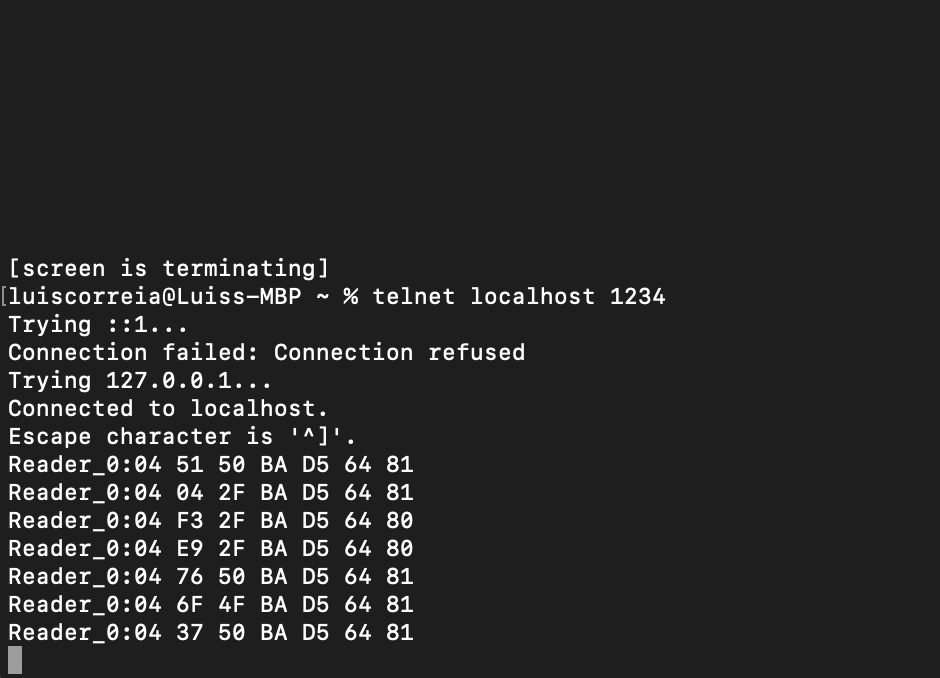 [screen is terminating]
[luiscorreia@Luiss-MBP ~ % telnet localhost 1234
Trying ::1...
Connection failed: Connection refused
Trying 127.0.0.1...
Connected to localhost.
Escape character is '^]'.
Reader_0:04 51 50 BA D5 64 81
Reader_0:04 04 2F BA D5 64 81
Reader_0:04 F3 2F BA D5 64 80
Reader_0:04 E9 2F BA D5 64 80
Reader_0:04 76 50 BA D5 64 81
Reader_0:04 6F 4F BA D5 64 81
Reader_0:04 37 50 BA D5 64 81